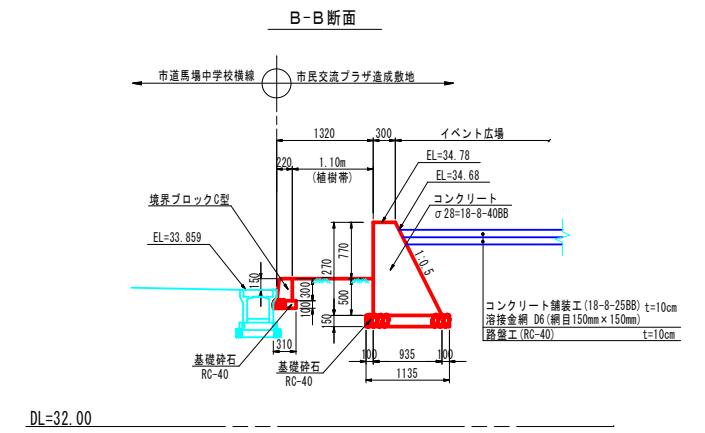 B-B断面
市道馬場中学校横線
市民交流プラザ造成敷地
1320
300
イベント広場
220
1.10m
(植樹帯)
EL=34.78
EL=34.68
境界ブロックC型
コンクリート
σ28=18-8-40BB
EL=33.859
150
300
100
270
770
500
150
1:0.5
310
コンクリート舗装工(18-8-25BB) t=10cm
溶接金網 D6(網目150mm×150mm)
路盤工(RC-40) t=10cm
基礎砕石
RC-40
基礎砕石
RC-40
100
935
100
1135
DL=32.00